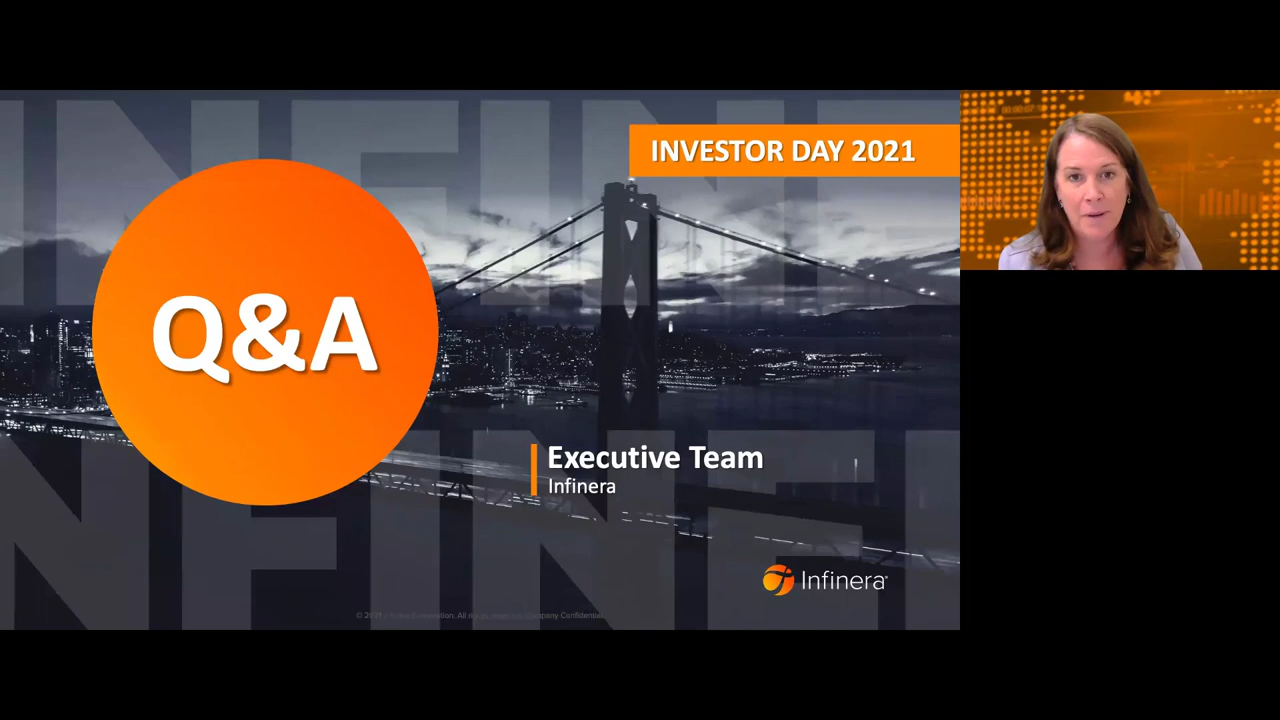 INVESTOR DAY 2021
Q&A
Executive Team
Infinera
Infinera